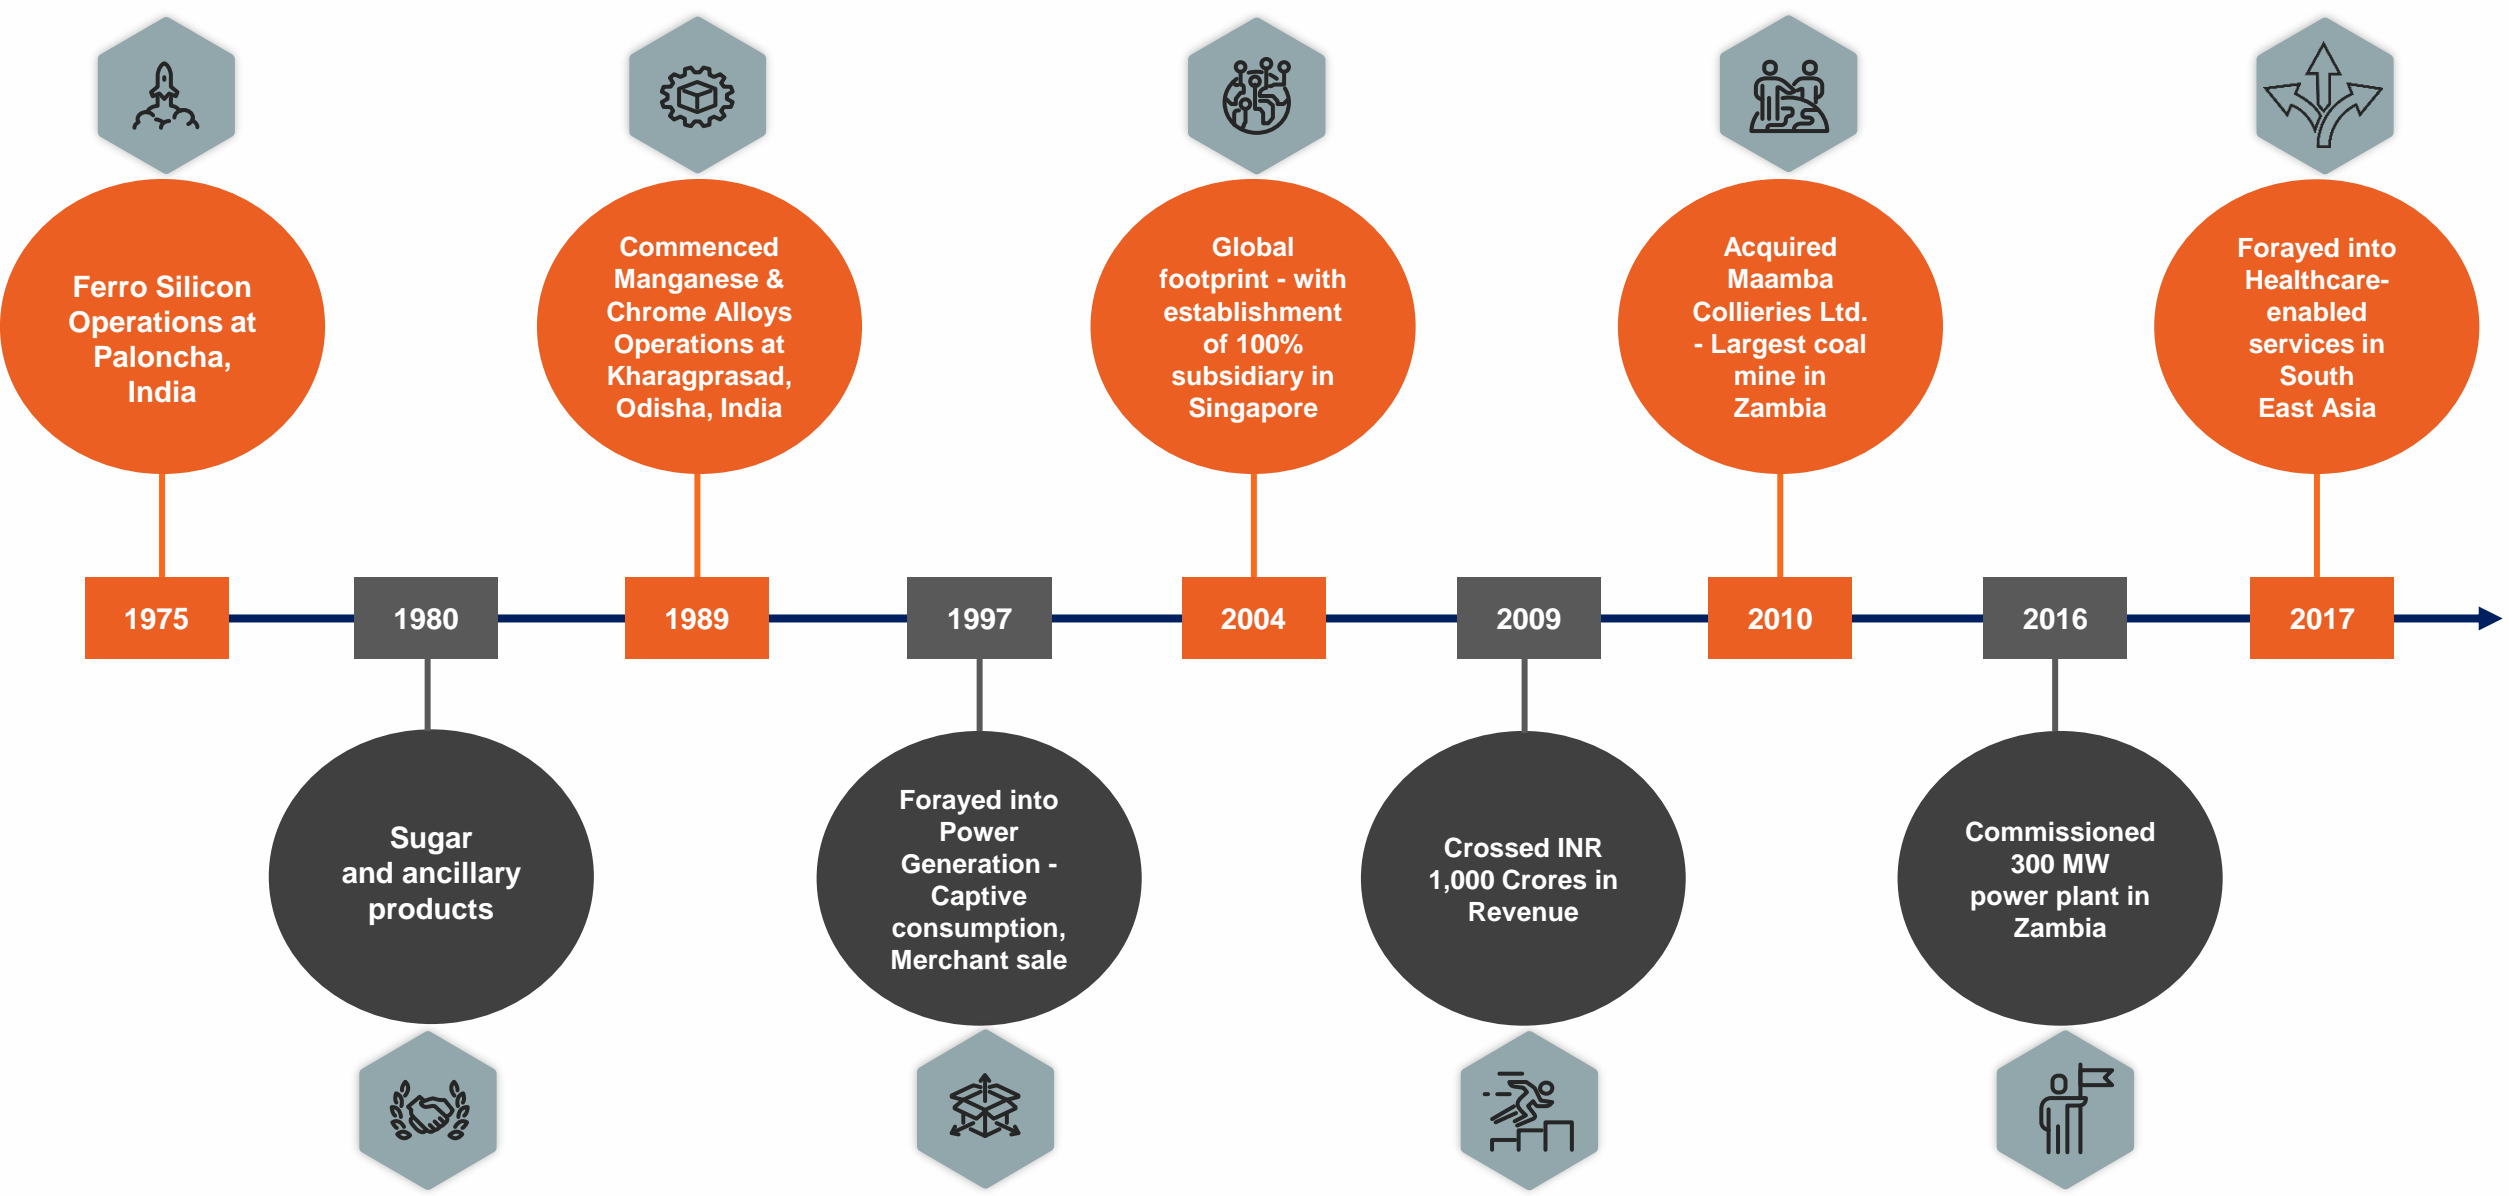 Ferro Silicon
Operations at
Paloncha,
India
Commenced
Manganese &
Chrome Alloys
Operations at
Kharagprasad,
Odisha, India
Global
footprint - with
establishment
of 100%
subsidiary in
Singapore
Acquired
Maamba
Collieries Ltd.
- Largest coal
mine in
Zambia
Forayed into
Healthcare-
enabled
services in
South
East Asia
1975
1980
1989
1997
2004
2009
2010
2016
2017
Sugar
and ancillary
products
Forayed into
Power
Generation -
Captive
consumption,
Merchant sale
Crossed INR
1,000 Crores in
Revenue
Commissioned
300 MW
power plant in
Zambia